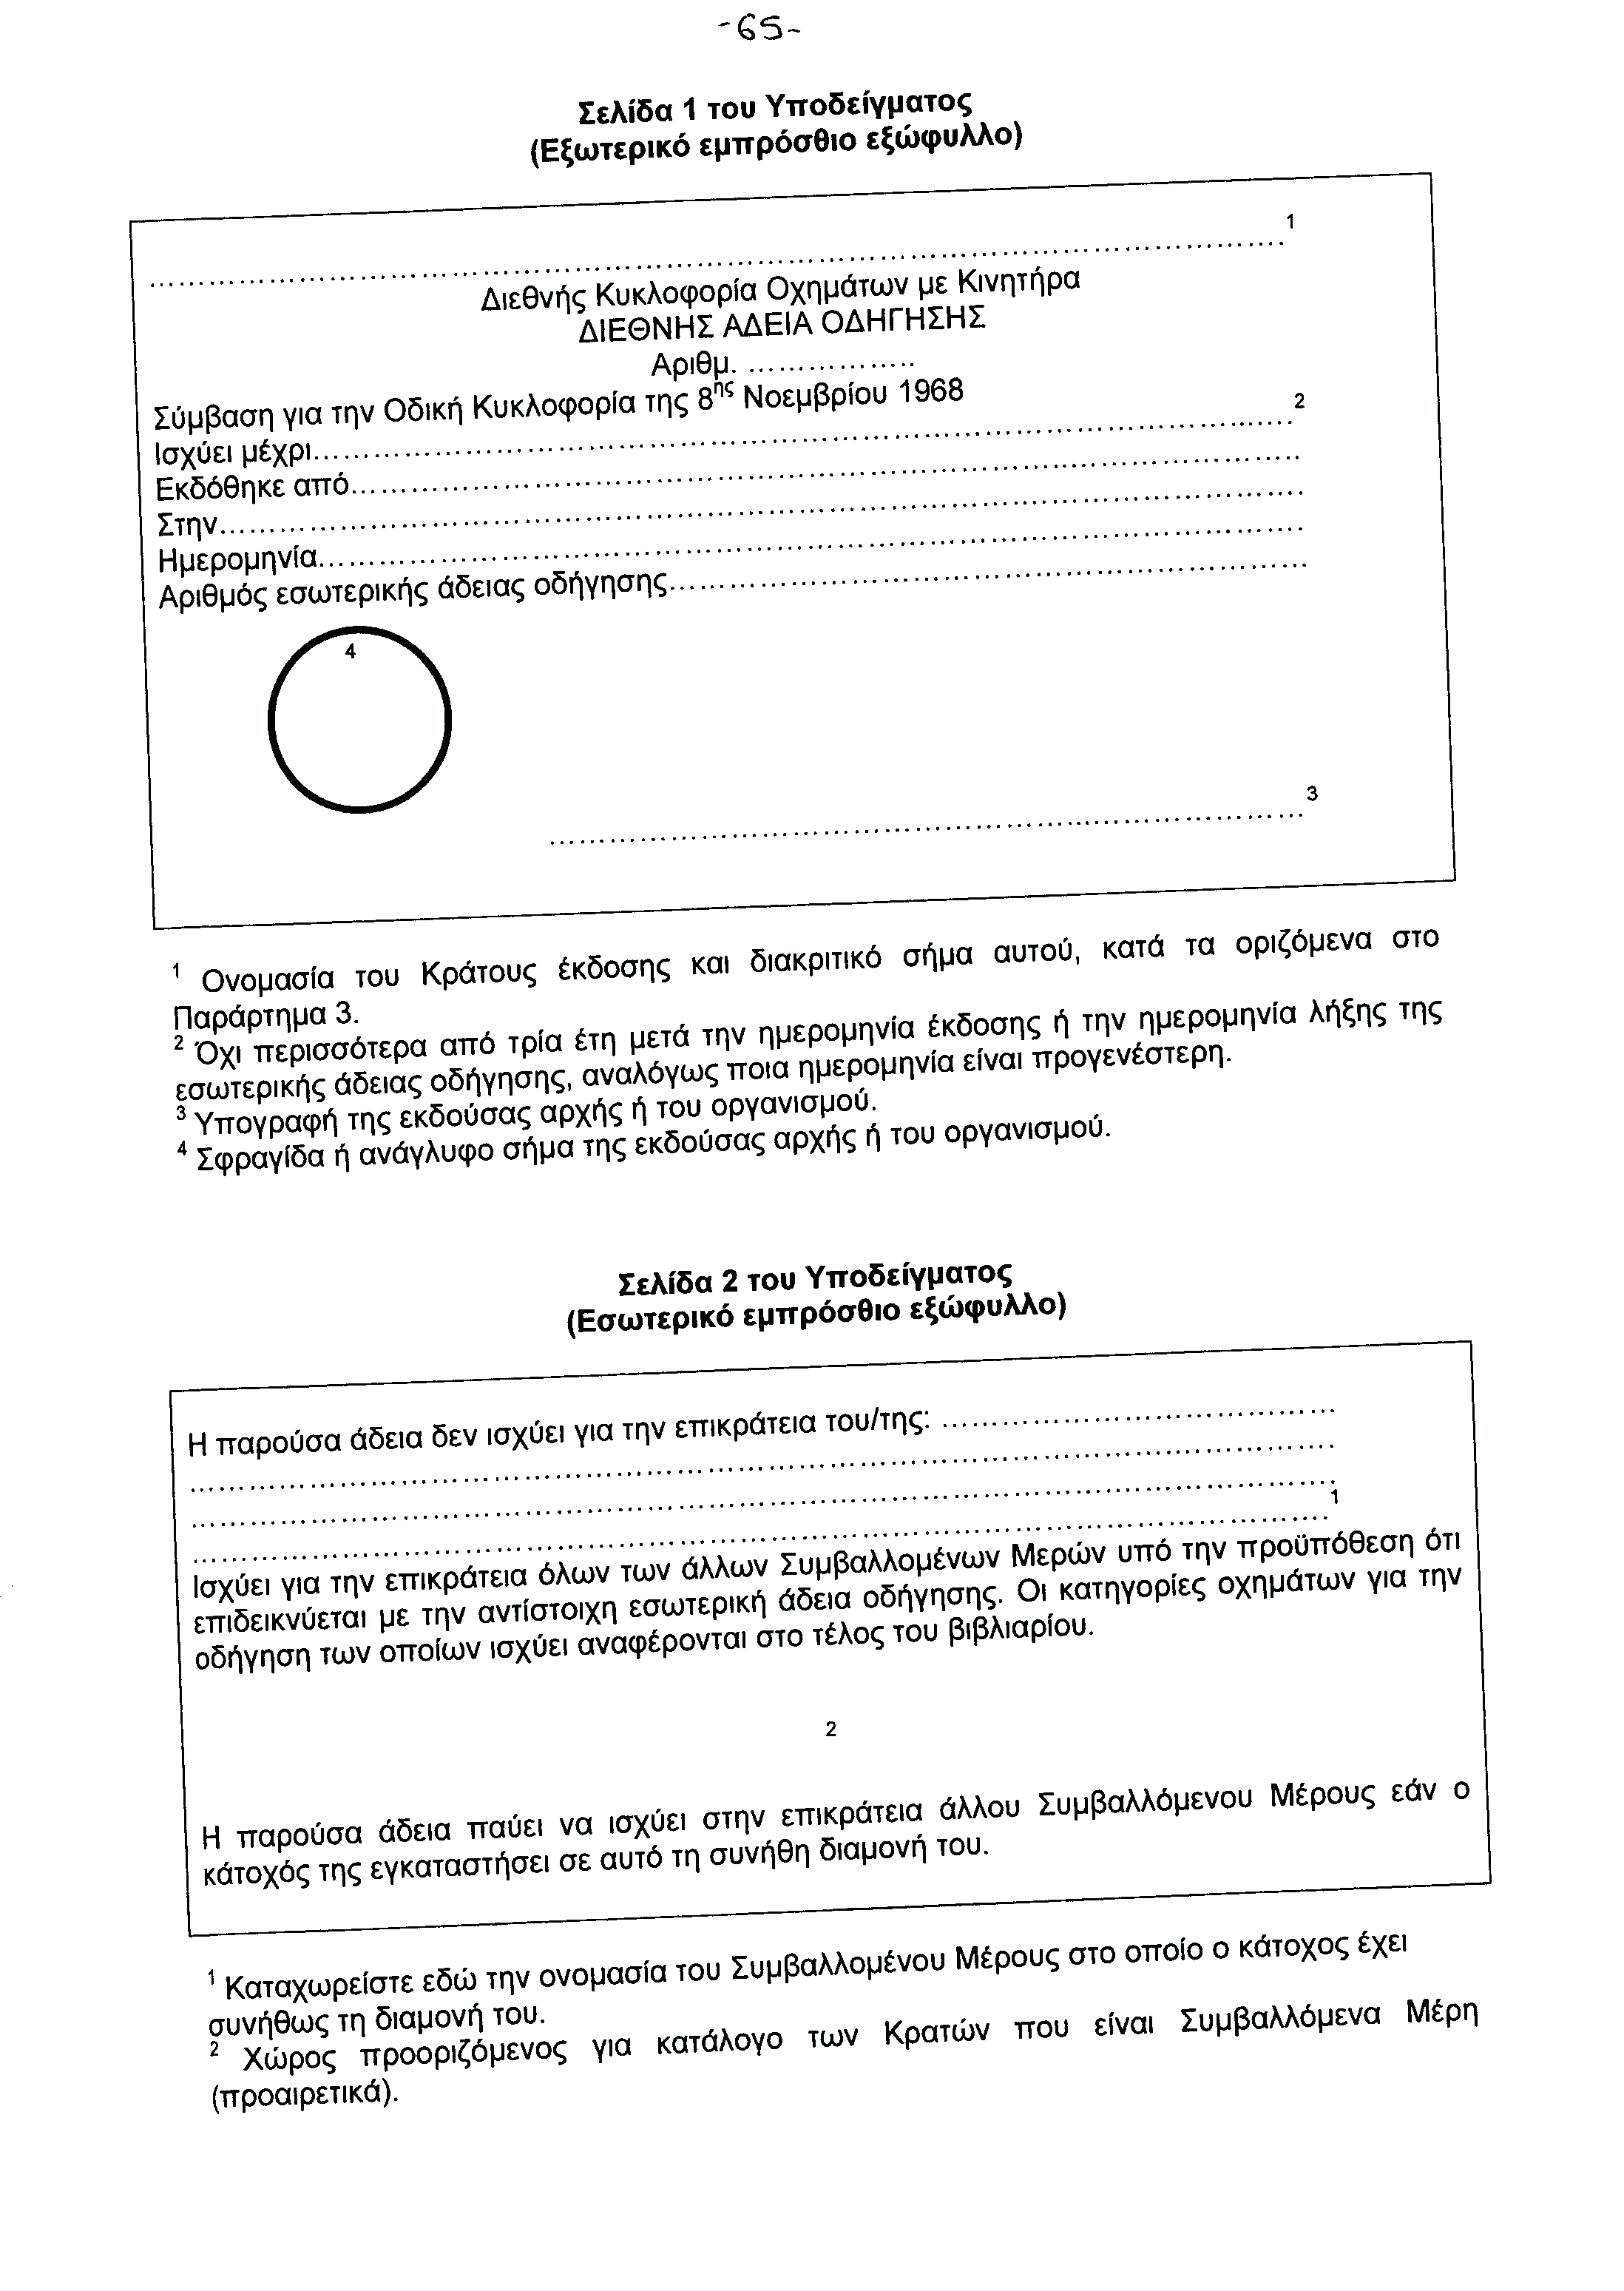 -65-
Σελίδα 1 του Υποδείγματος
(Εξωτερικό εμπρόσθιο εξώφυλλο)
............................................................ 1
Διεθνής Κυκλοφορία Οχημάτων με Κινητήρα
ΔΙΕΘΝΗΣ ΑΔΕΙΑ ΟΔΗΓΗΣΗΣ
Αριθμ. ..................
Σύμβαση για την Οδική Κυκλοφορία της 8ης Νοεμβρίου 1968
Ισχύει μέχρι............................................................ 2
Εκδόθηκε από............................................................
Στην............................................................
Ημερομηνία............................................................
Αριθμός εσωτερικής άδειας οδήγησης............................................................
4
............................................................ 3
1 Ονομασία του Κράτους έκδοσης και διακριτικό σήμα αυτού, κατά τα οριζόμενα στο
Παράρτημα 3.
2 Όχι περισσότερα από τρία έτη μετά την ημερομηνία έκδοσης ή την ημερομηνία λήξης της
εσωτερικής άδειας οδήγησης, αναλόγως ποια ημερομηνία είναι προγενέστερη.
3 Υπογραφή της εκδούσας αρχής ή του οργανισμού.
4 Σφραγίδα ή ανάγλυφο σήμα της εκδούσας αρχής ή του οργανισμού.
Σελίδα 2 του Υποδείγματος
(Εσωτερικό εμπρόσθιο εξώφυλλο)
Η παρούσα άδεια δεν ισχύει για την επικράτεια του/της: ........................................
............................................................
............................................................
............................................................ 1
Ισχύει για την επικράτεια όλων των άλλων Συμβαλλομένων Μερών υπό την προϋπόθεση ότι
επιδεικνύεται με την αντίστοιχη εσωτερική άδεια οδήγησης. Οι κατηγορίες οχημάτων για την
οδήγηση των οποίων ισχύει αναφέρονται στο τέλος του βιβλιαρίου.
2
Η παρούσα άδεια παύει να ισχύει στην επικράτεια άλλου Συμβαλλόμενου Μέρους εάν ο
κάτοχός της εγκαταστήσει σε αυτό τη συνήθη διαμονή του.
1 Καταχωρείστε εδώ την ονομασία του Συμβαλλομένου Μέρους στο οποίο ο κάτοχος έχει
συνήθως τη διαμονή του.
2 Χώρος προοριζόμενος για κατάλογο των Κρατών που είναι Συμβαλλόμενα Μέρη
(προαιρετικά).